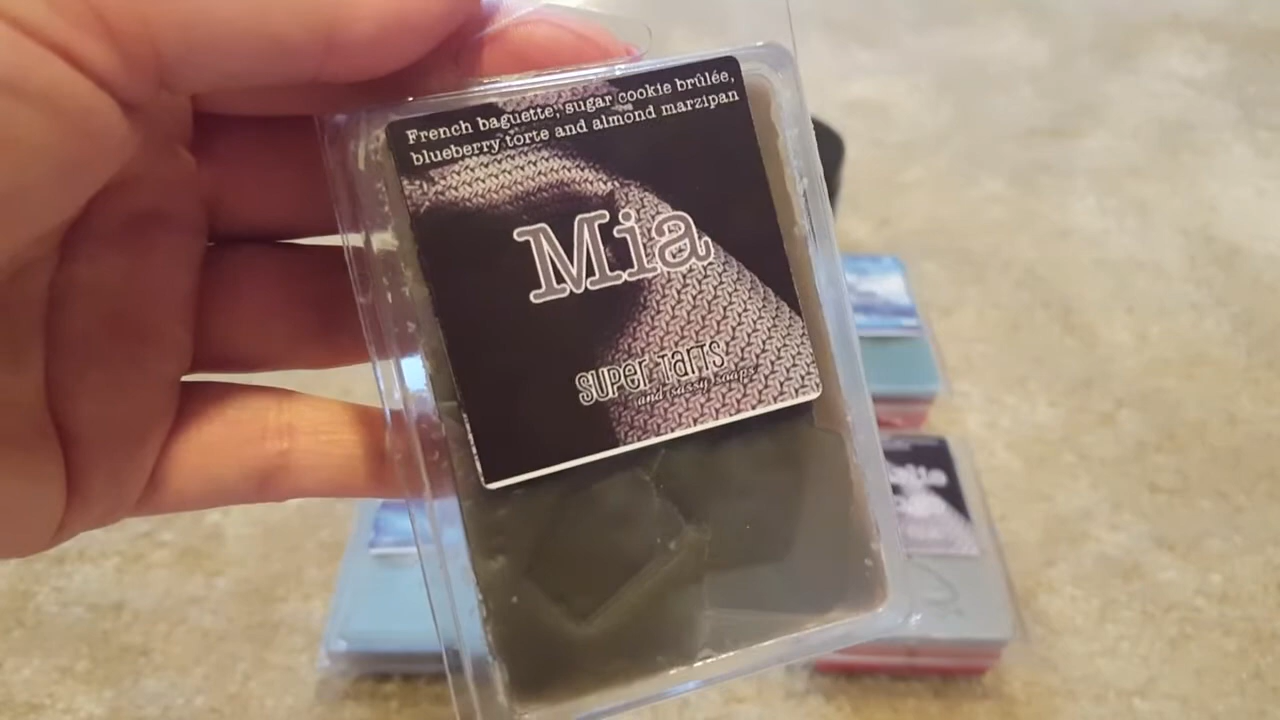 French baguette, sugar cookie brûlée,
blueberry torte and almond marzipan
Mia
SUPER TARTS
and sassy soaps